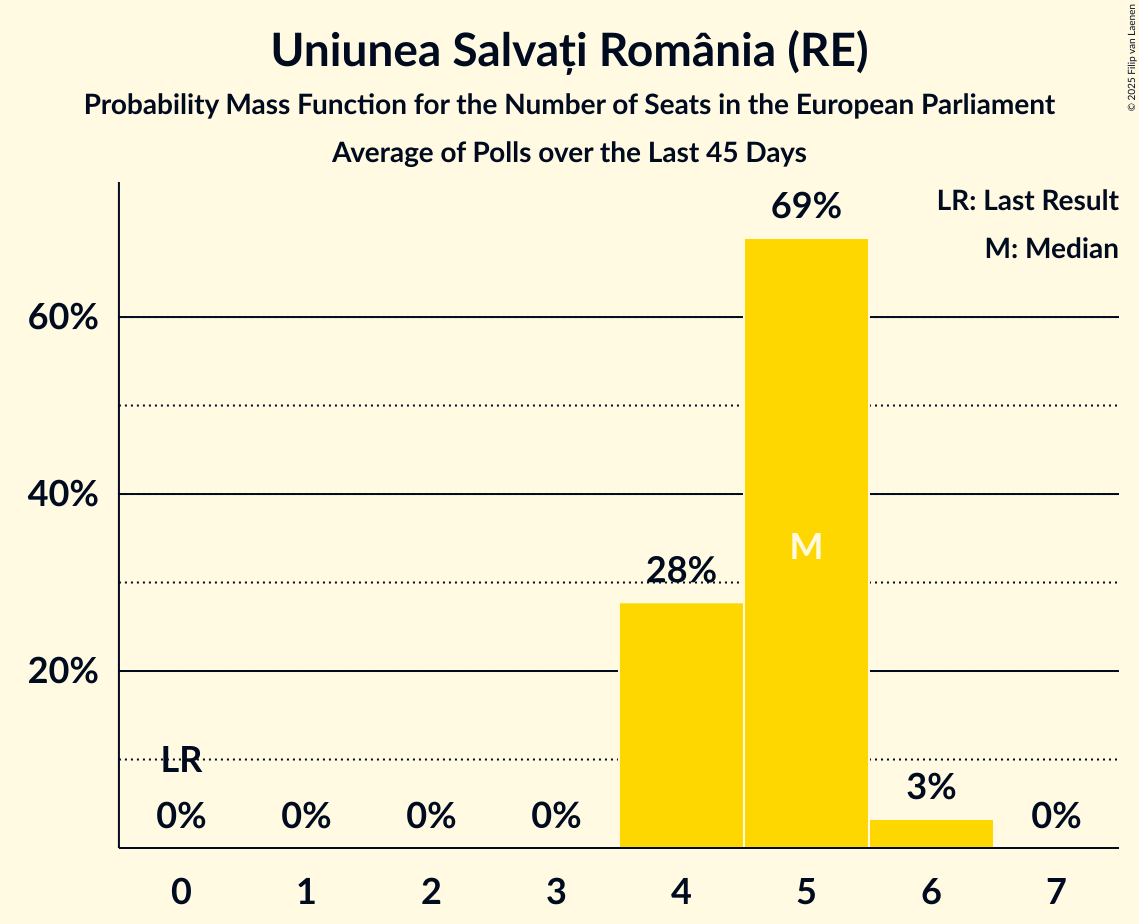 Uniunea Salvați România (RE)
Probability Mass Function for the Number of Seats in the European Parliament
Average of Polls over the Last 45 Days
© 2025 Filip van Laenen
LR: Last Result
M: Median
69%
60%
40%
M
28%
20%
LR
3%
0% 0% 0% 0% 0%
0 1 2 3 4 5 6 7